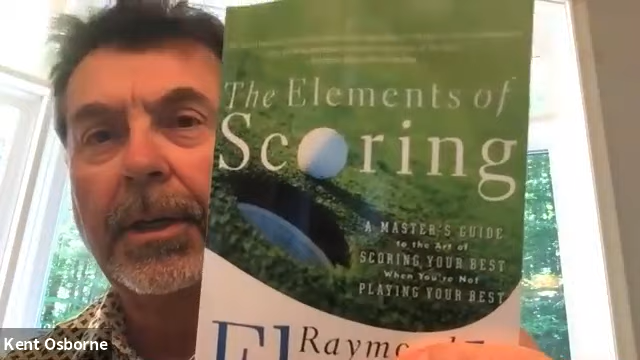 The Elements of
Scoring
A MASTER'S GUIDE
to the Art of
SCORING YOUR BEST
When You're Not
PLAYING YOUR BEST
Raymo
Kent Osborne